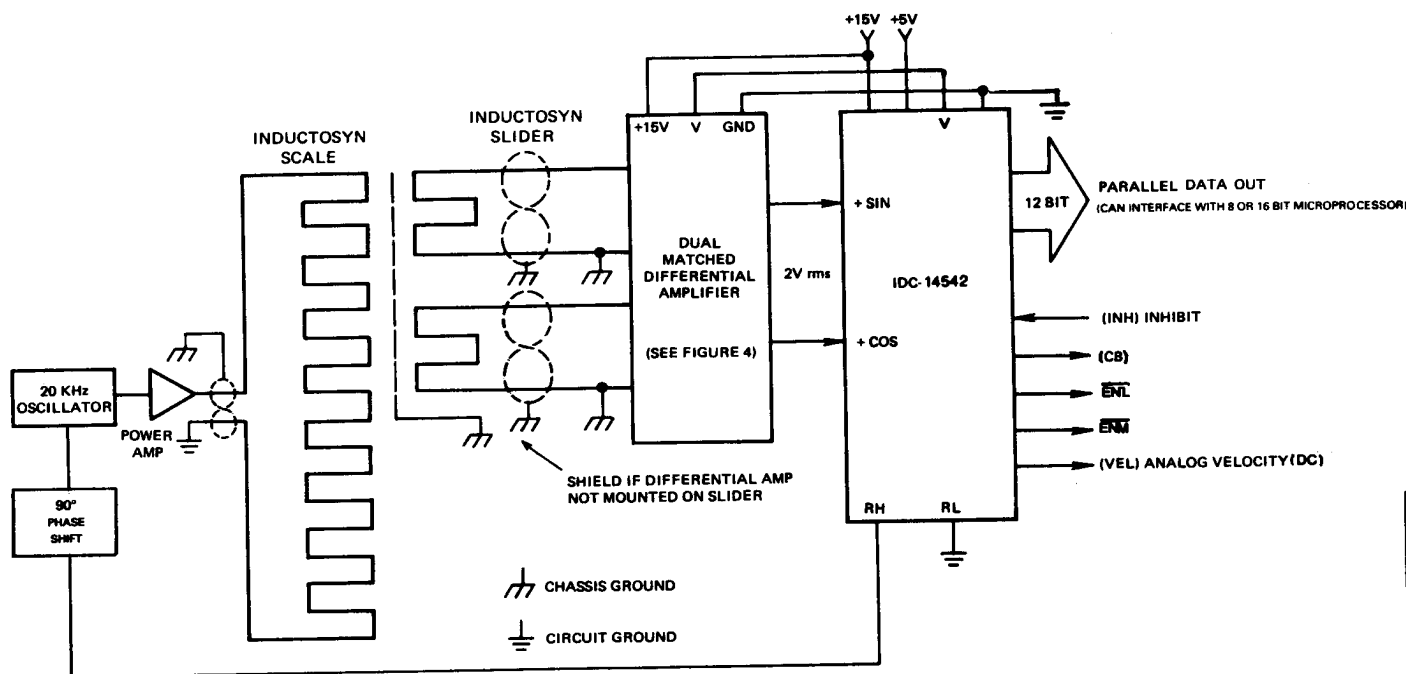 +15V +5V
+15V V GND
V
INDUCTOSYN
SCALE
INDUCTOSYN
SLIDER
+ SIN
12 BIT
PARALLEL DATA OUT
(CAN INTERFACE WITH 8 OR 16 BIT MICROPROCESSOR)
DUAL
MATCHED
DIFFERENTIAL
AMPLIFIER
(SEE FIGURE 4)
2V rms
IDC-14542
+ COS
(INH) INHIBIT
(CB)
ENL
ENM
(VEL) ANALOG VELOCITY (DC)
20 KHz
OSCILLATOR
POWER
AMP
90°
PHASE
SHIFT
SHIELD IF DIFFERENTIAL AMP
NOT MOUNTED ON SLIDER
RH RL
CHASSIS GROUND
CIRCUIT GROUND